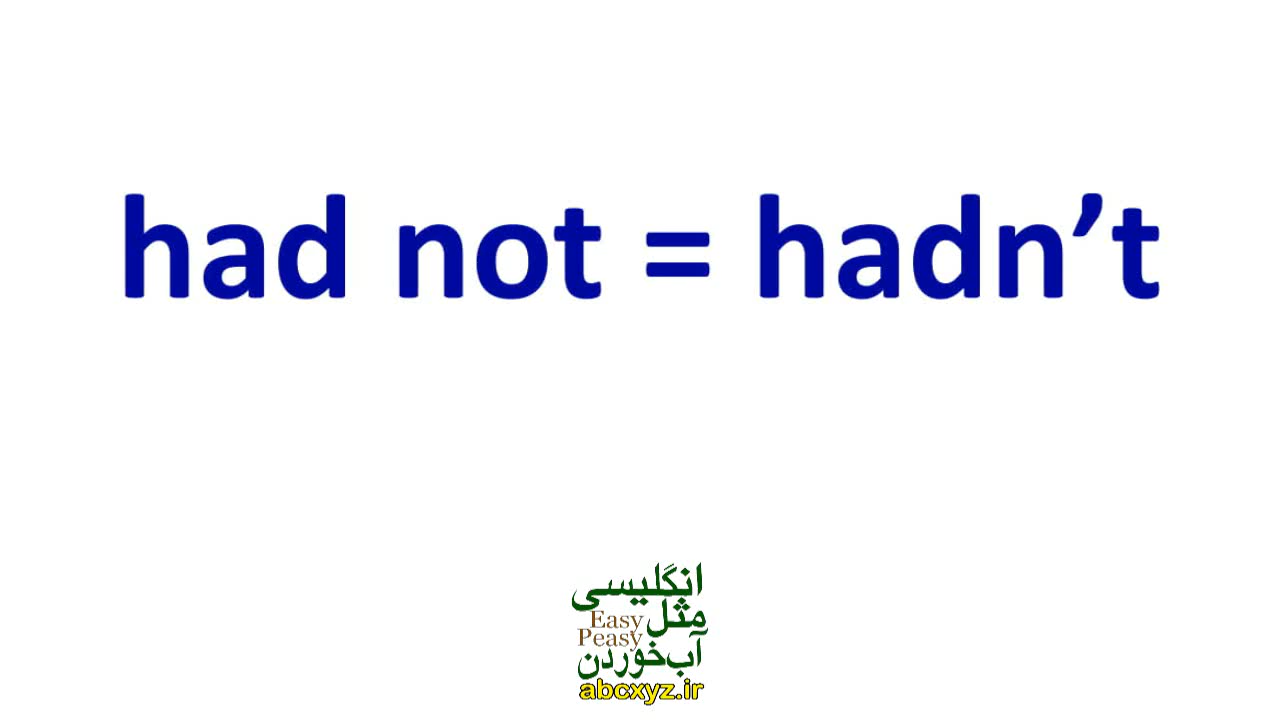 had not = hadn’t
انگلیسی
مثل
Easy
Peasy
آب‌خوردن
abcxyz.ir